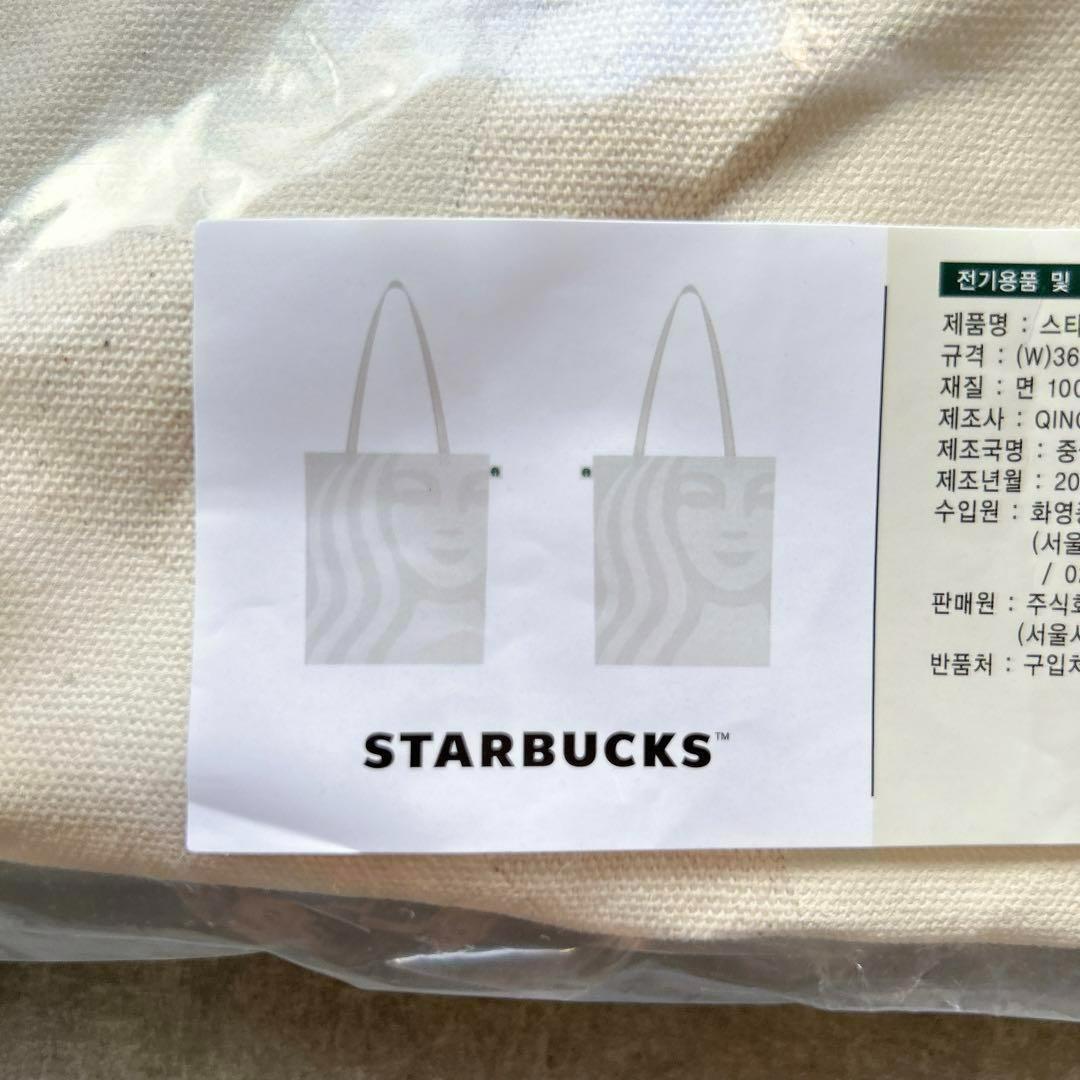 STARBUCKS™
전기용품 및
제품명 : 스타
규격 : (W)36
재질 : 면 100
제조사 : QING
제조국명 : 중
제조년월 : 20
수입원 : 화영
(서울
/ 02
판매원 : 주식회
(서울시
반품처 : 구입처